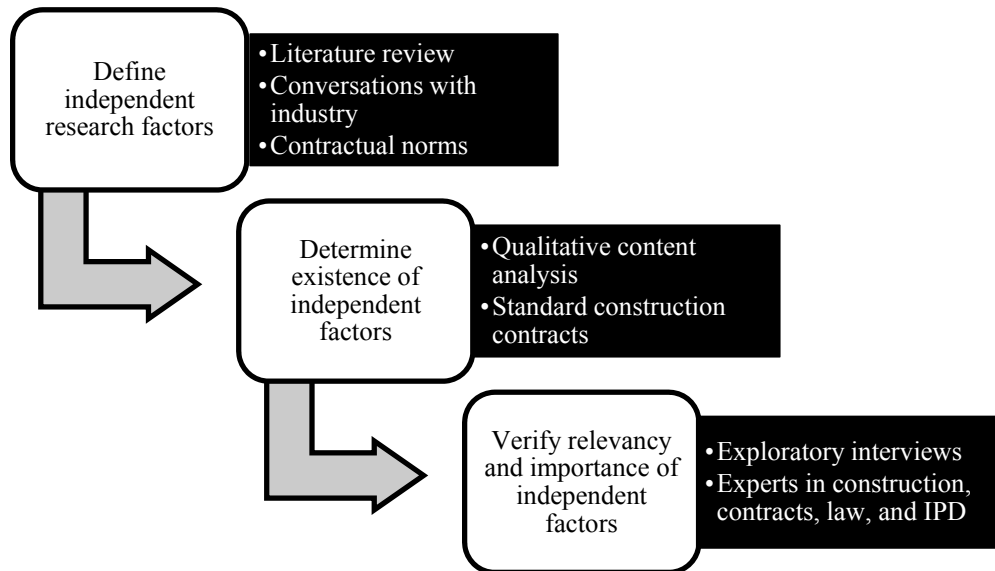 Define
independent
research factors
•Literature review
•Conversations with
industry
•Contractual norms
Determine
existence of
independent
factors
•Qualitative content
analysis
•Standard construction
contracts
Verify relevancy
and importance of
independent
factors
•Exploratory interviews
•Experts in construction,
contracts, law, and IPD